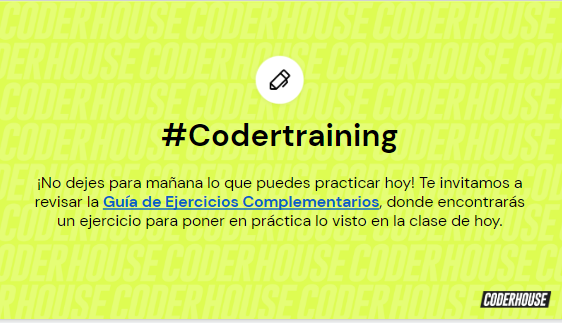 #Codertraining
¡No dejes para mañana lo que puedes practicar hoy! Te invitamos a
revisar la Guía de Ejercicios Complementarios, donde encontrarás
un ejercicio para poner en práctica lo visto en la clase de hoy.
CODERHOUSE